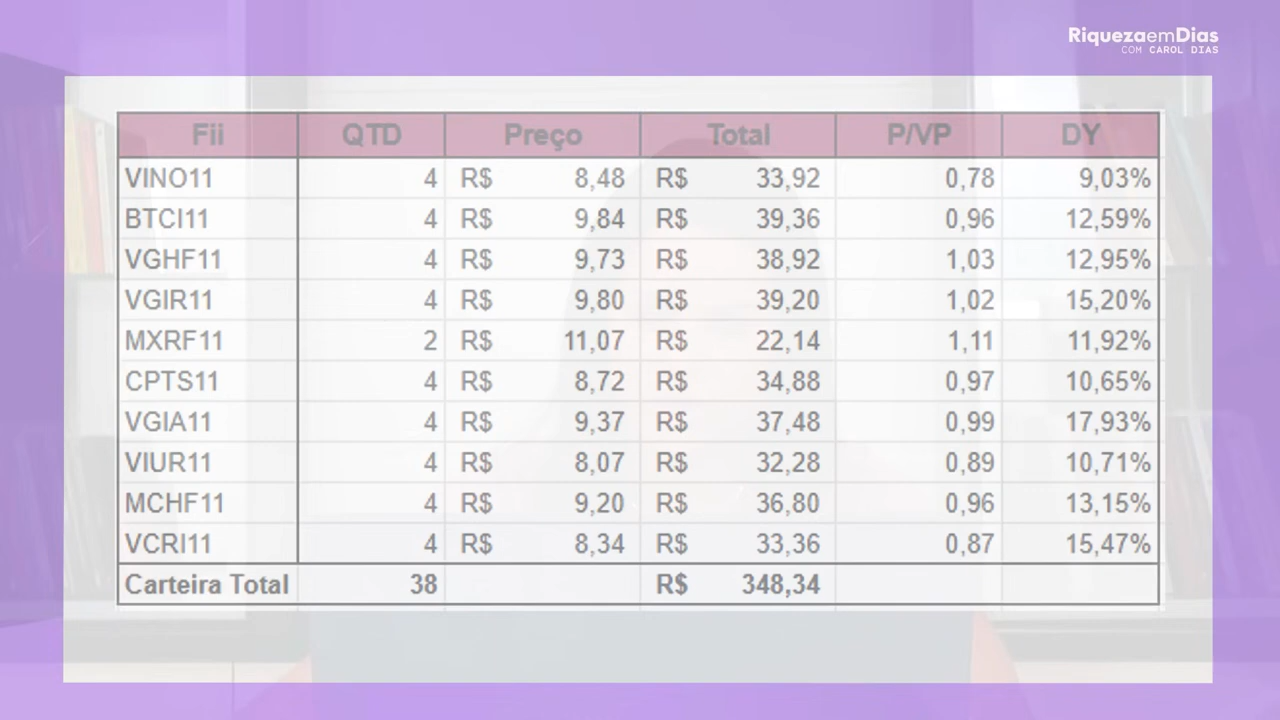 RiquezaemDias
COM CAROL DIAS
Fii QTD Preço Total P/VP DY
VINO11 4 R$ 8,48 R$ 33,92 0,78 9,03%
BTCI11 4 R$ 9,84 R$ 39,36 0,96 12,59%
VGHF11 4 R$ 9,73 R$ 38,92 1,03 12,95%
VGIR11 4 R$ 9,80 R$ 39,20 1,02 15,20%
MXRF11 2 R$ 11,07 R$ 22,14 1,11 11,92%
CPTS11 4 R$ 8,72 R$ 34,88 0,97 10,65%
VGIA11 4 R$ 9,37 R$ 37,48 0,99 17,93%
VIUR11 4 R$ 8,07 R$ 32,28 0,89 10,71%
MCHF11 4 R$ 9,20 R$ 36,80 0,96 13,15%
VCRI11 4 R$ 8,34 R$ 33,36 0,87 15,47%
Carteira Total 38 R$ 348,34